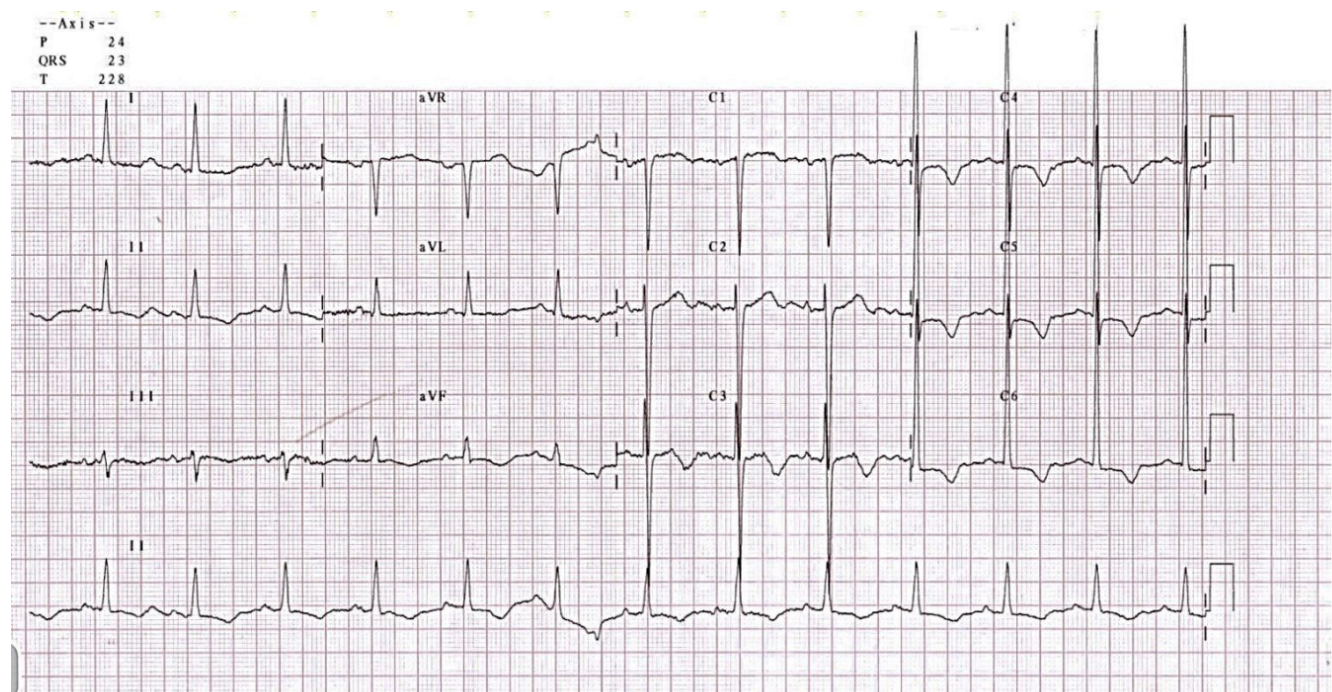 --Axis--
P 24
QRS 23
T 228
I aVR C1 C4
II aVL C2 C5
III aVF C3 C6
II